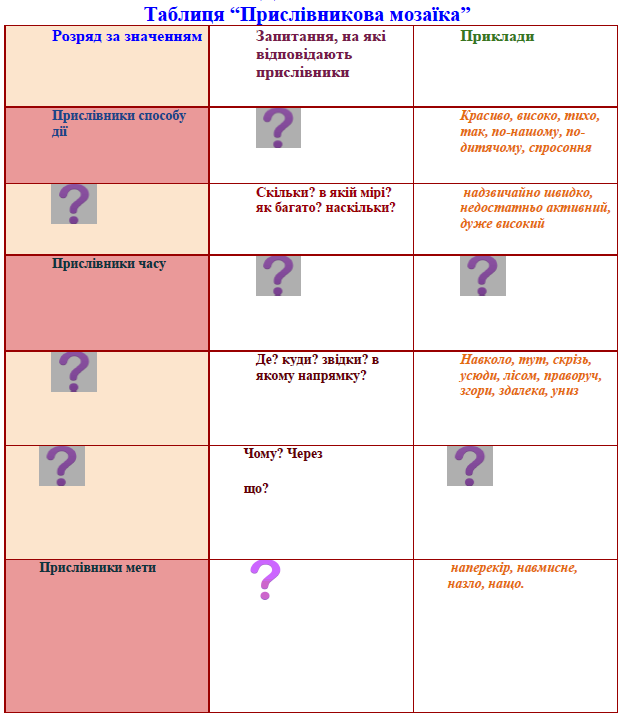 Таблиця “Прислівникова мозаїка”
Розряд за значенням
Запитання, на які
відповідають
прислівники
Приклади
Прислівники способу
дії
?
Красиво, високо, тихо,
так, по-нашому, по-
дитячому, спросоння
?
Скільки? в якій мірі?
як багато? наскільки?
надзвичайно швидко,
недостатньо активний,
дуже високий
Прислівники часу
?
?
?
Де? куди? звідки? в
якому напрямку?
Навколо, тут, скрізь,
усюди, лісом, праворуч,
згори, здалека, униз
?
Чому? Через
що?
?
Прислівники мети
?
наперекір, навмисне,
назло, нащо.